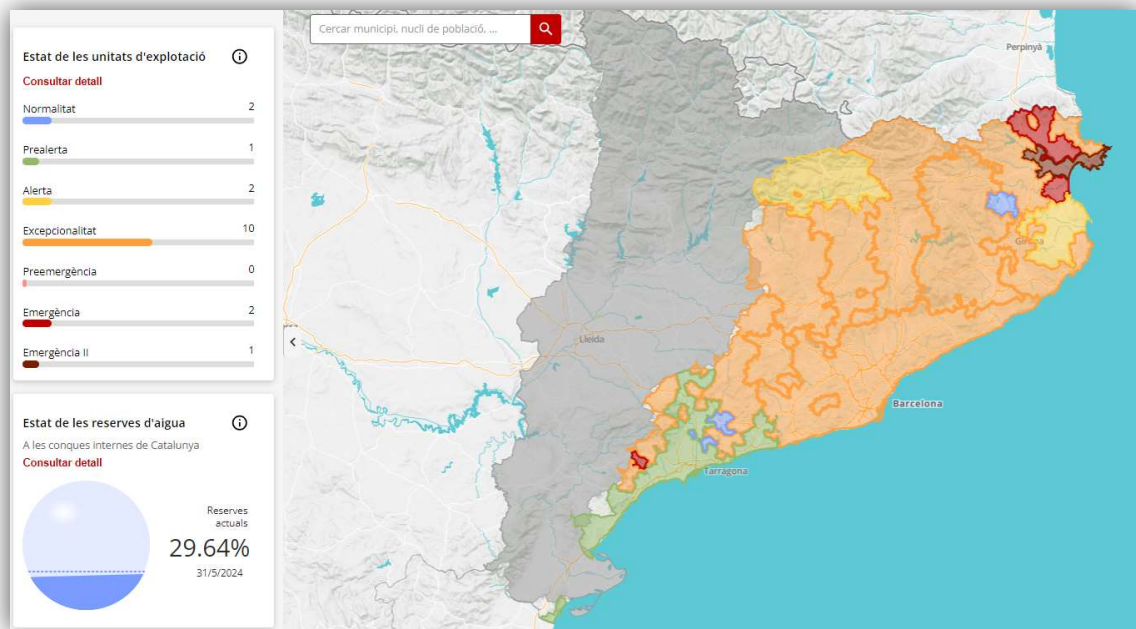 Estat de les unitats d'explotació
Consultar detall
Normalitat 2
Prealerta 1
Alerta 2
Excepcionalitat 10
Preemergència 0
Emergència 2
Emergència II 1
Estat de les reserves d'aigua
A les conques internes de Catalunya
Consultar detall
Reserves
actuals
29.64%
31/5/2024
Cercar municipi, nucli de població, ...
Perpinyà
Girona
Lleida
Barcelona
Tarragona